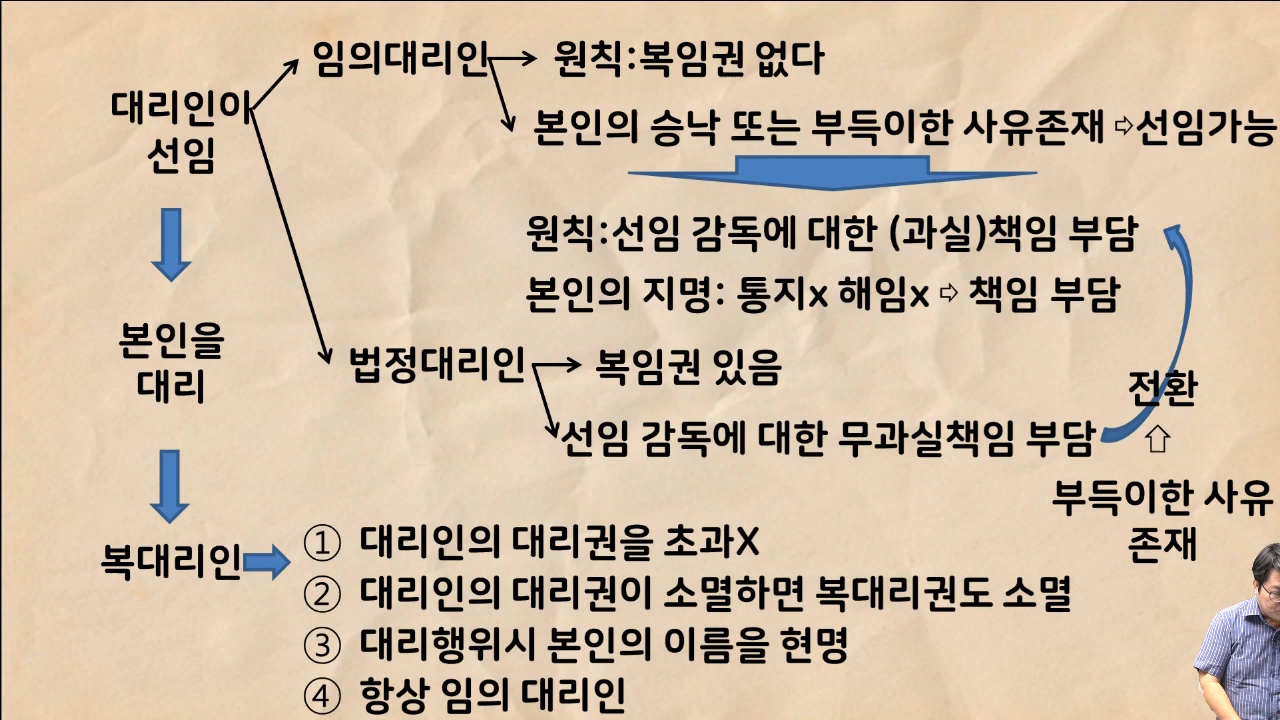 대리인이
선임
본인을
대리
복대리인
임의대리인
원칙:복임권 없다
본인의 승낙 또는 부득이한 사유존재 ⇨선임가능
원칙:선임 감독에 대한 (과실)책임 부담
본인의 지명: 통지x 해임x ⇨ 책임 부담
법정대리인
복임권 있음
선임 감독에 대한 무과실책임 부담
전환
부득이한 사유
존재
① 대리인의 대리권을 초과X
② 대리인의 대리권이 소멸하면 복대리권도 소멸
③ 대리행위시 본인의 이름을 현명
④ 항상 임의 대리인